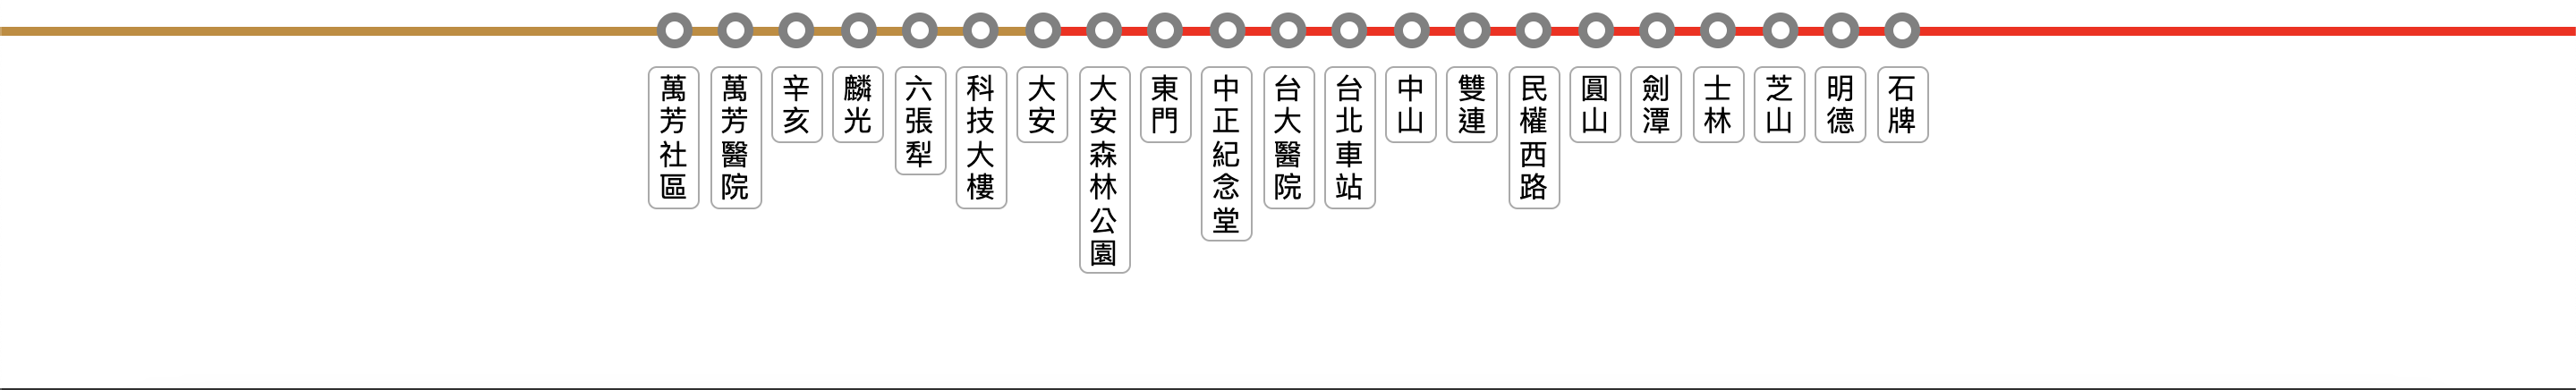 萬芳社區
萬芳醫院
辛亥
麟光
六張犁
科技大樓
大安
大安森林公園
東門
中正紀念堂
台大醫院
台北車站
中山
雙連
民權西路
圓山
劍潭
士林
芝山
明德
石牌